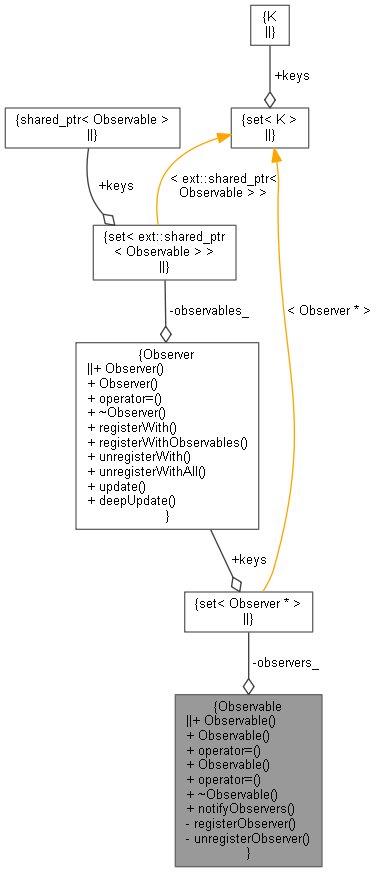 {K
||}
+keys
{shared_ptr< Observable >
||}
{set< K >
||}
+keys
< ext::shared_ptr<
Observable > >
{set< ext::shared_ptr
< Observable > >
||}
-observables_
< Observer * >
{Observer
||+ Observer()
+ Observer()
+ operator=()
+ ~Observer()
+ registerWith()
+ registerWithObservables()
+ unregisterWith()
+ unregisterWithAll()
+ update()
+ deepUpdate()
}
+keys
{set< Observer * >
||}
-observers_
{Observable
||+ Observable()
+ Observable()
+ operator=()
+ Observable()
+ operator=()
+ ~Observable()
+ notifyObservers()
- registerObserver()
- unregisterObserver()
}